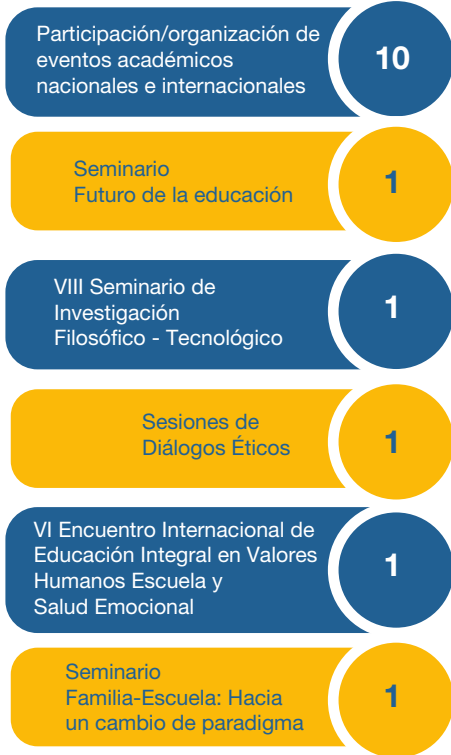 Participación/organización de
eventos académicos
nacionales e internacionales
10
Seminario
Futuro de la educación
1
VIII Seminario de
Investigación
Filosófico - Tecnológico
1
Sesiones de
Diálogos Éticos
1
VI Encuentro Internacional de
Educación Integral en Valores
Humanos Escuela y
Salud Emocional
1
Seminario
Familia-Escuela: Hacia
un cambio de paradigma
1